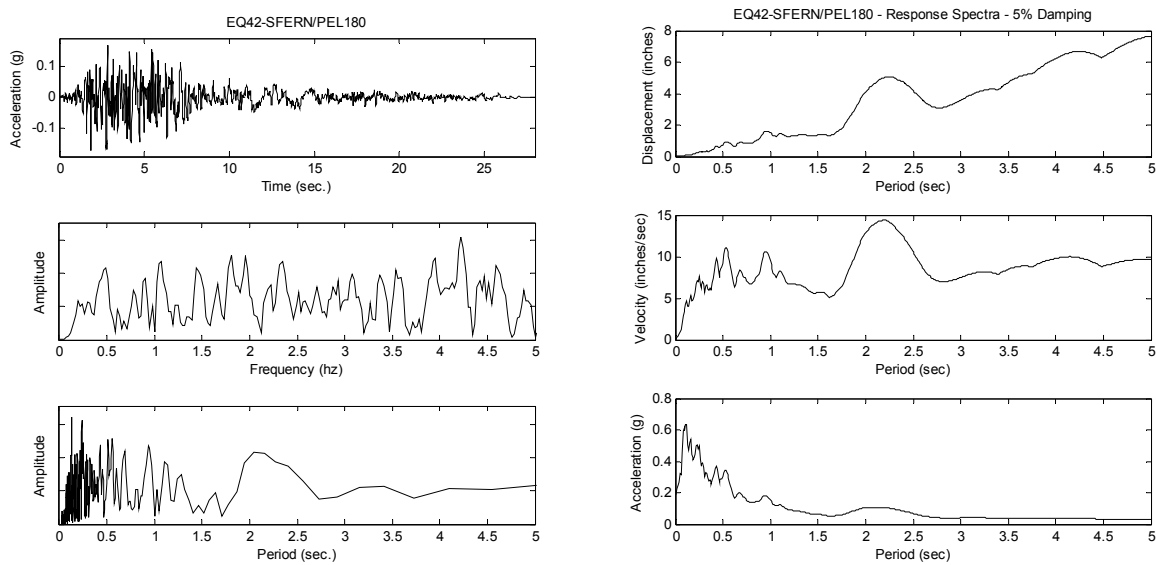 EQ42-SFERN/PEL180
Acceleration (g)
0.1
0
-0.1
0 5 10 15 20 25
Time (sec.)
Amplitude
0 0.5 1 1.5 2 2.5 3 3.5 4 4.5 5
Frequency (hz)
Amplitude
0 0.5 1 1.5 2 2.5 3 3.5 4 4.5 5
Period (sec.)
EQ42-SFERN/PEL180 - Response Spectra - 5% Damping
Displacement (inches)
8
6
4
2
0
0 0.5 1 1.5 2 2.5 3 3.5 4 4.5 5
Period (sec)
Velocity (inches/sec)
15
10
5
0
0 0.5 1 1.5 2 2.5 3 3.5 4 4.5 5
Period (sec)
Acceleration (g)
0.8
0.6
0.4
0.2
0
0 0.5 1 1.5 2 2.5 3 3.5 4 4.5 5
Period (sec)